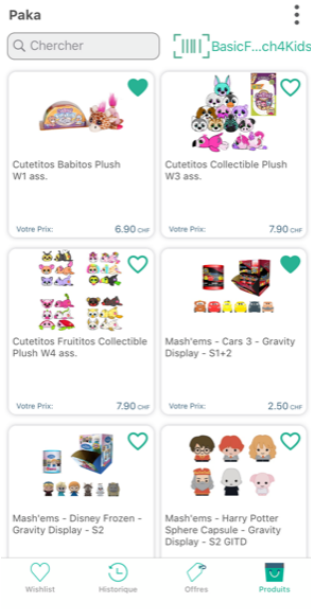 Paka
Chercher
BasicF...ch4Kids
Cutetitos Babitos Plush
W1 ass.
Votre Prix: 6.90 CHF
Cutetitos Collectible Plush
W3 ass.
Votre Prix: 7.90 CHF
Cutetitos Fruititos Collectible
Plush W4 ass.
Votre Prix: 7.90 CHF
Mash'ems - Cars 3 - Gravity
Display - S1+2
Votre Prix: 2.50 CHF
Mash'ems - Disney Frozen -
Gravity Display - S2
Mash'ems - Harry Potter
Sphere Capsule - Gravity
Display - S2 GITD
Wishlist
Historique
Offres
Produits